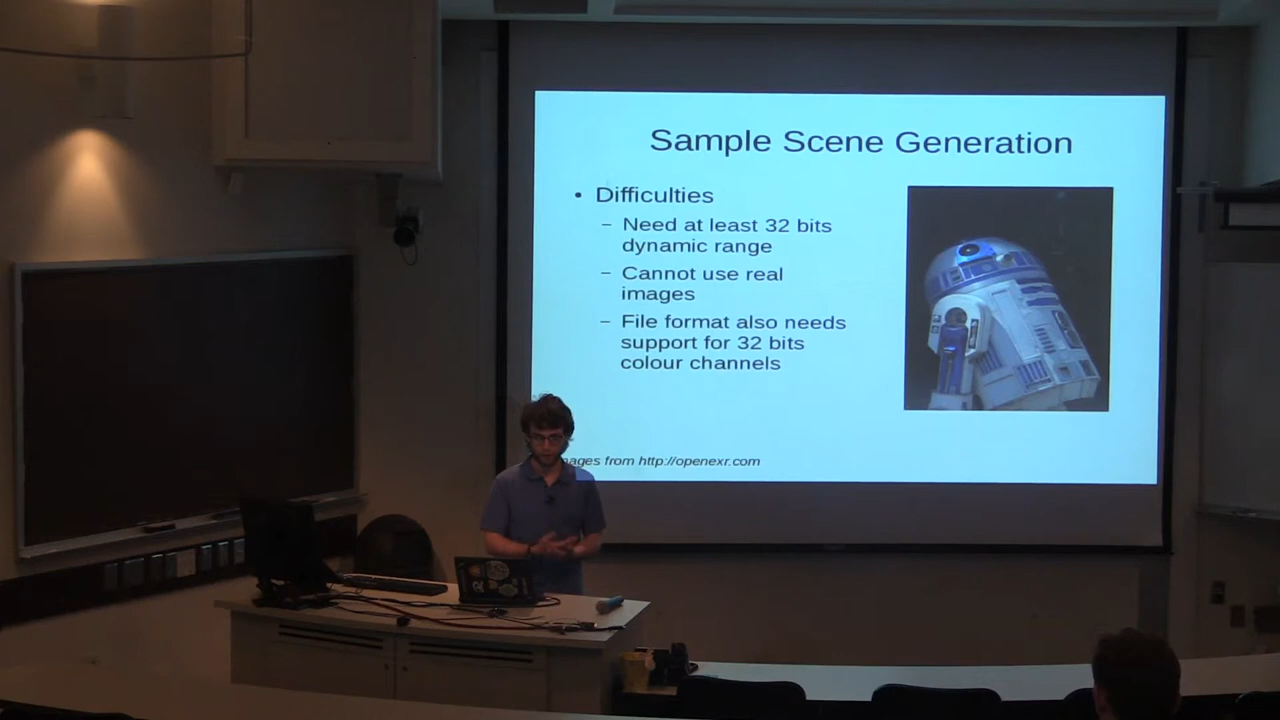 Sample Scene Generation
• Difficulties
– Need at least 32 bits
dynamic range
– Cannot use real
images
– File format also needs
support for 32 bits
colour channels
from http://openexr.com